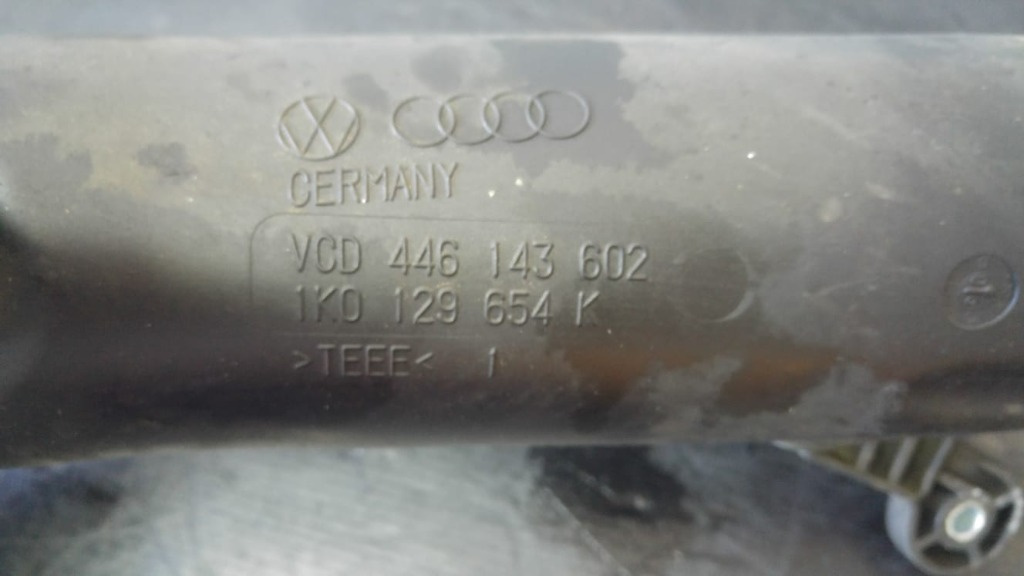 GERMANY
VCD 446 143 602
1K0 129 654 K
>TEEE< 1